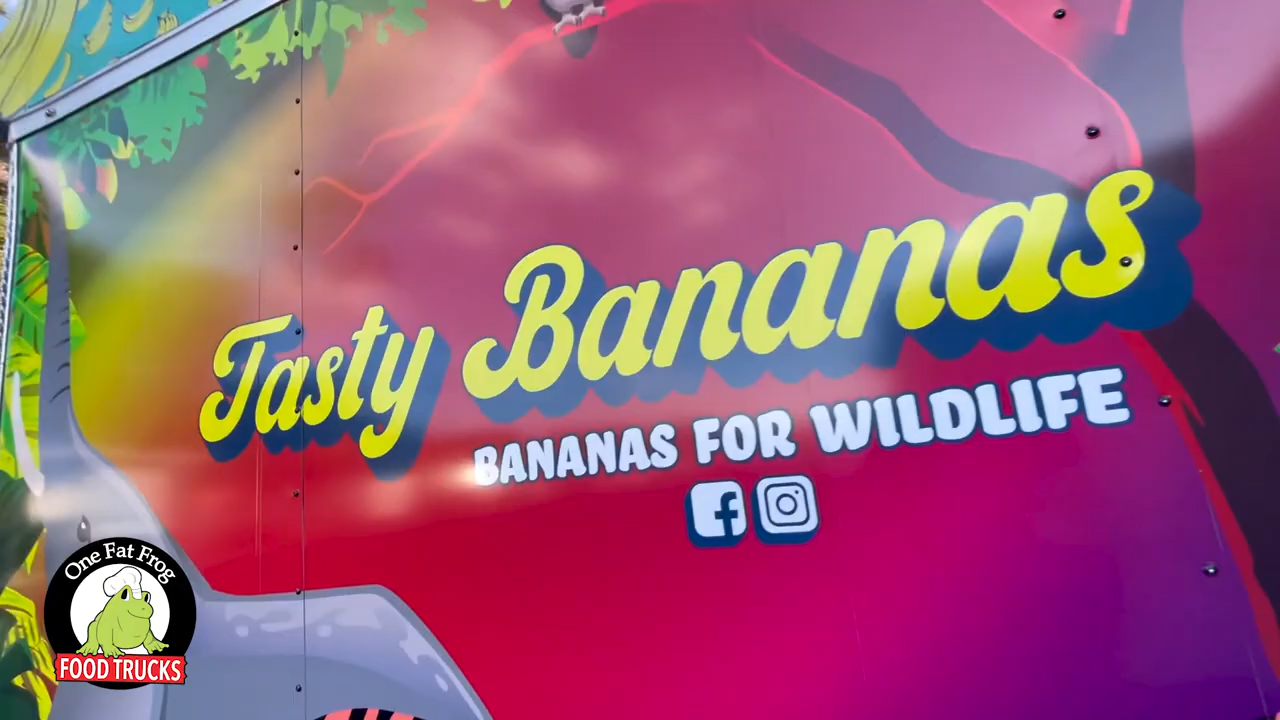 Tasty Bananas
BANANAS FOR WILDLIFE
One Fat Frog
FOOD TRUCKS